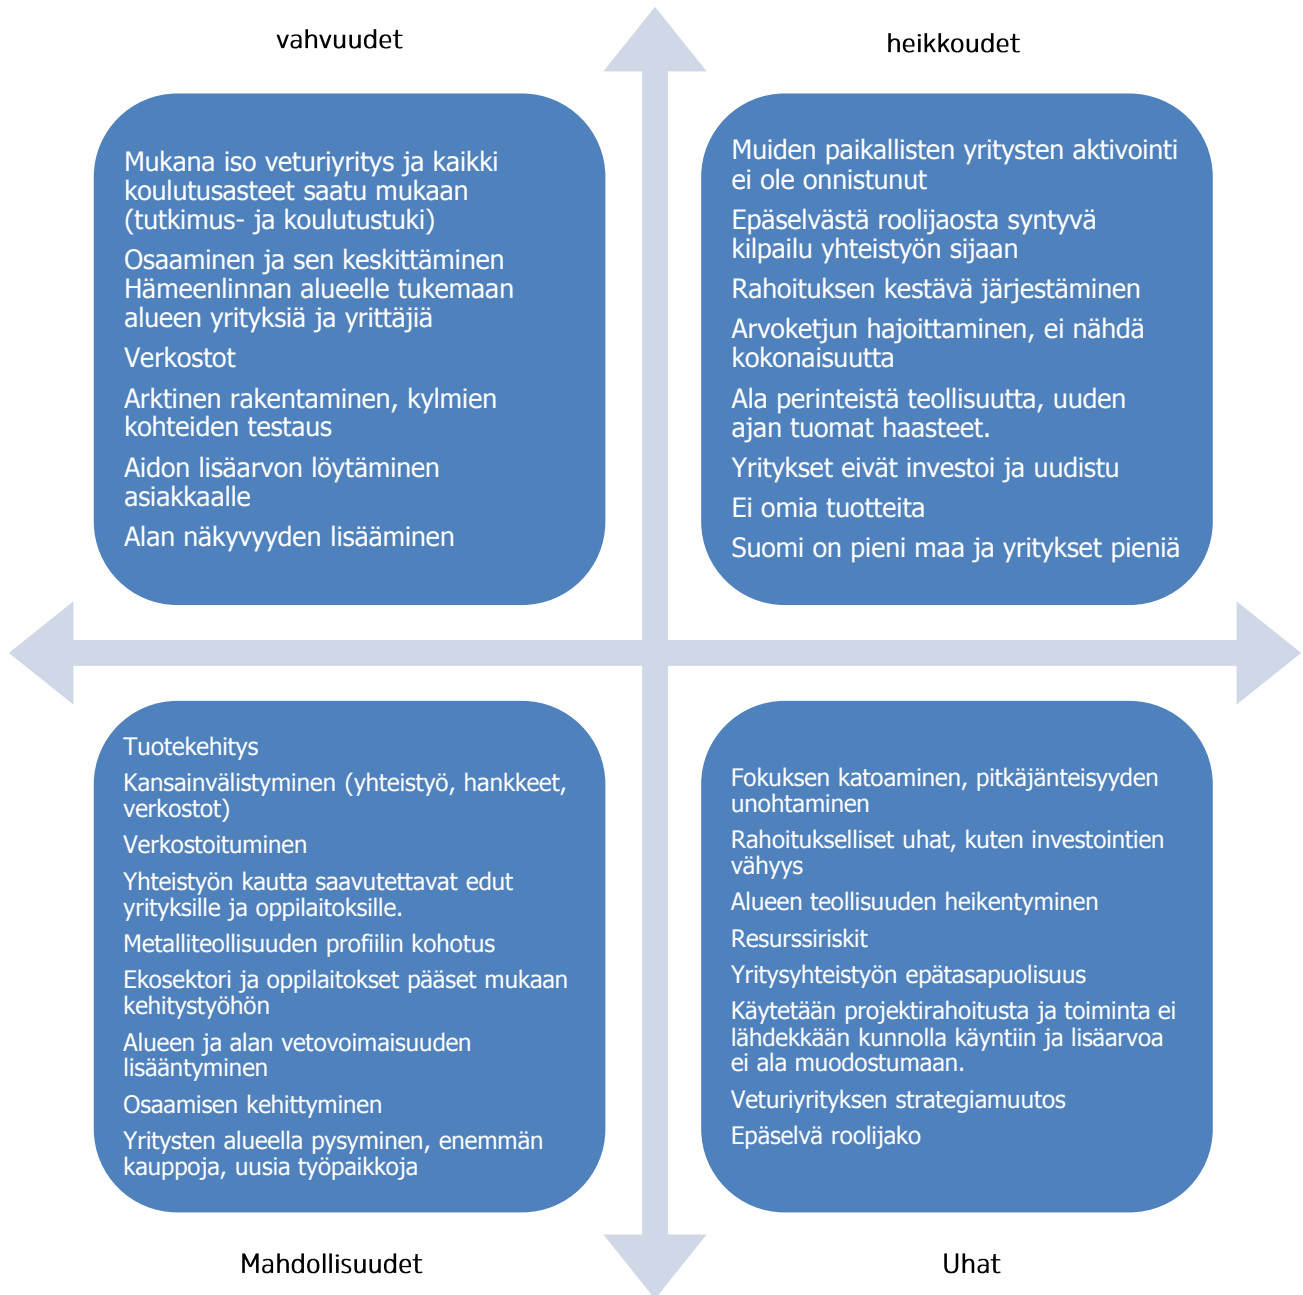 vahvuudet
heikkoudet
Mukana iso veturiyritys ja kaikki
koulutusasteet saatu mukaan
(tutkimus- ja koulutustuki)
Osaaminen ja sen keskittäminen
Hämeenlinnan alueelle tukemaan
alueen yrityksiä ja yrittäjiä
Verkostot
Arktinen rakentaminen, kylmien
kohteiden testaus
Aidon lisäarvon löytäminen
asiakkaalle
Alan näkyvyyden lisääminen
Muiden paikallisten yritysten aktivointi
ei ole onnistunut
Epäselvästä roolijaosta syntyvä
kilpailu yhteistyön sijaan
Rahoituksen kestävä järjestäminen
Arvoketjun hajoittaminen, ei nähdä
kokonaisuutta
Ala perinteistä teollisuutta, uuden
ajan tuomat haasteet.
Yritykset eivät investoi ja uudistu
Ei omia tuotteita
Suomi on pieni maa ja yritykset pieniä
Tuotekehitys
Kansainvälistyminen (yhteistyö, hankkeet,
verkostot)
Verkostoituminen
Yhteistyön kautta saavutettavat edut
yrityksille ja oppilaitoksille.
Metalliteollisuuden profiilin kohotus
Ekosektori ja oppilaitokset pääset mukaan
kehitystyöhön
Alueen ja alan vetovoimaisuuden
lisääntyminen
Osaamisen kehittyminen
Yritysten alueella pysyminen, enemmän
kauppoja, uusia työpaikkoja
Fokuksen katoaminen, pitkäjänteisyyden
unohtaminen
Rahoitukselliset uhat, kuten investointien
vähyys
Alueen teollisuuden heikentyminen
Resurssiriskit
Yritysyhteistyön epätasapuolisuus
Käytetään projektirahoitusta ja toiminta ei
lähdekkään kunnolla käyntiin ja lisäarvoa
ei ala muodostumaan.
Veturiyrityksen strategiamuutos
Epäselvä roolijako
Mahdollisuudet
Uhat